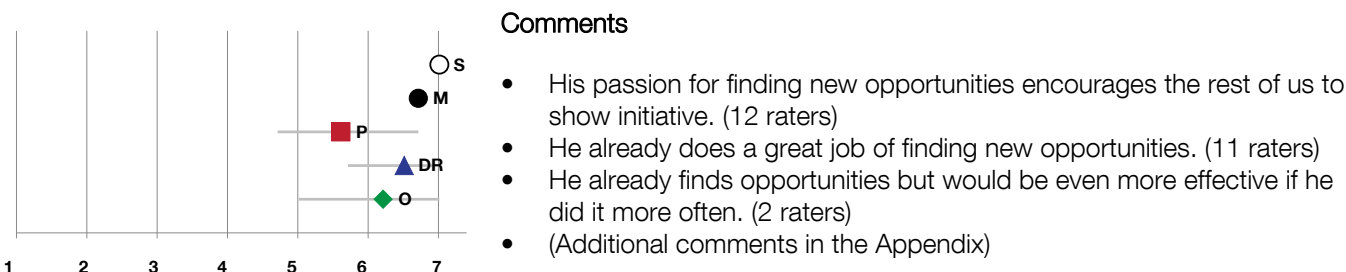 S
M
P
DR
O
1 2 3 4 5 6 7
Comments
• His passion for finding new opportunities encourages the rest of us to
show initiative. (12 raters)
• He already does a great job of finding new opportunities. (11 raters)
• He already finds opportunities but would be even more effective if he
did it more often. (2 raters)
• (Additional comments in the Appendix)